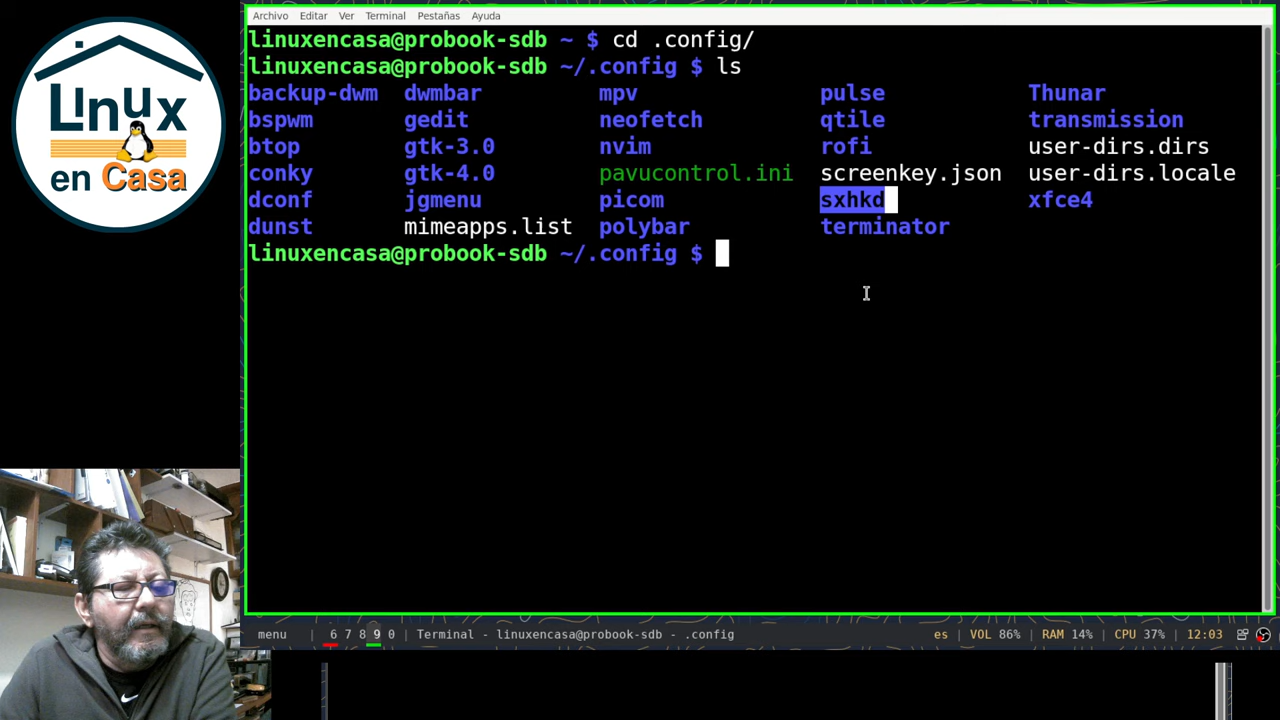 Linux
en Casa
Archivo Editar Ver Terminal Pestañas Ayuda
linuxencasa@probook-sdb ~ $ cd .config/
linuxencasa@probook-sdb ~/.config $ ls
backup-dwm dwmbar mpv pulse Thunar
bspwm gedit neofetch qtile transmission
btop gtk-3.0 nvim rofi user-dirs.dirs
conky gtk-4.0 pavucontrol.ini screenkey.json user-dirs.locale
dconf jgmenu picom sxhkd xfce4
dunst mimeapps.list polybar terminator
linuxencasa@probook-sdb ~/.config $
menu | 6 7 8 9 0 | Terminal - linuxencasa@probook-sdb - .config es | VOL 86% | RAM 14% | CPU 37% | 12:03